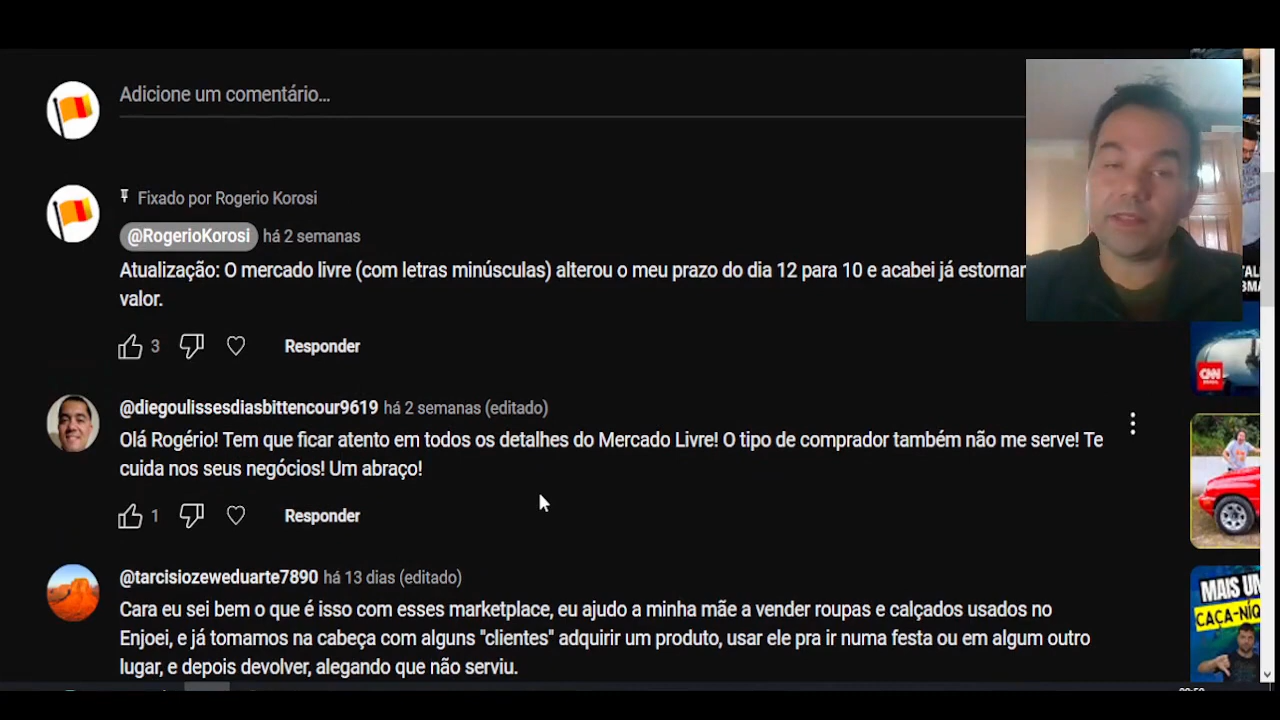 Adicione um comentário...
Fixado por Rogerio Korosi
@RogerioKorosi há 2 semanas
Atualização: O mercado livre (com letras minúsculas) alterou o meu prazo do dia 12 para 10 e acabei já estornan
valor.
3
Responder
@diegoulissesdiasbittencour9619 há 2 semanas (editado)
Olá Rogério! Tem que ficar atento em todos os detalhes do Mercado Livre! O tipo de comprador também não me serve! Te
cuida nos seus negócios! Um abraço!
1
Responder
@tarcisiozeweduarte7890 há 13 dias (editado)
Cara eu sei bem o que é isso com esses marketplace, eu ajudo a minha mãe a vender roupas e calçados usados no
Enjoei, e já tomamos na cabeça com alguns "clientes" adquirir um produto, usar ele pra ir numa festa ou em algum outro
lugar, e depois devolver, alegando que não serviu.
CNN
BRASIL
MAIS UM
CAÇA-NÍQ